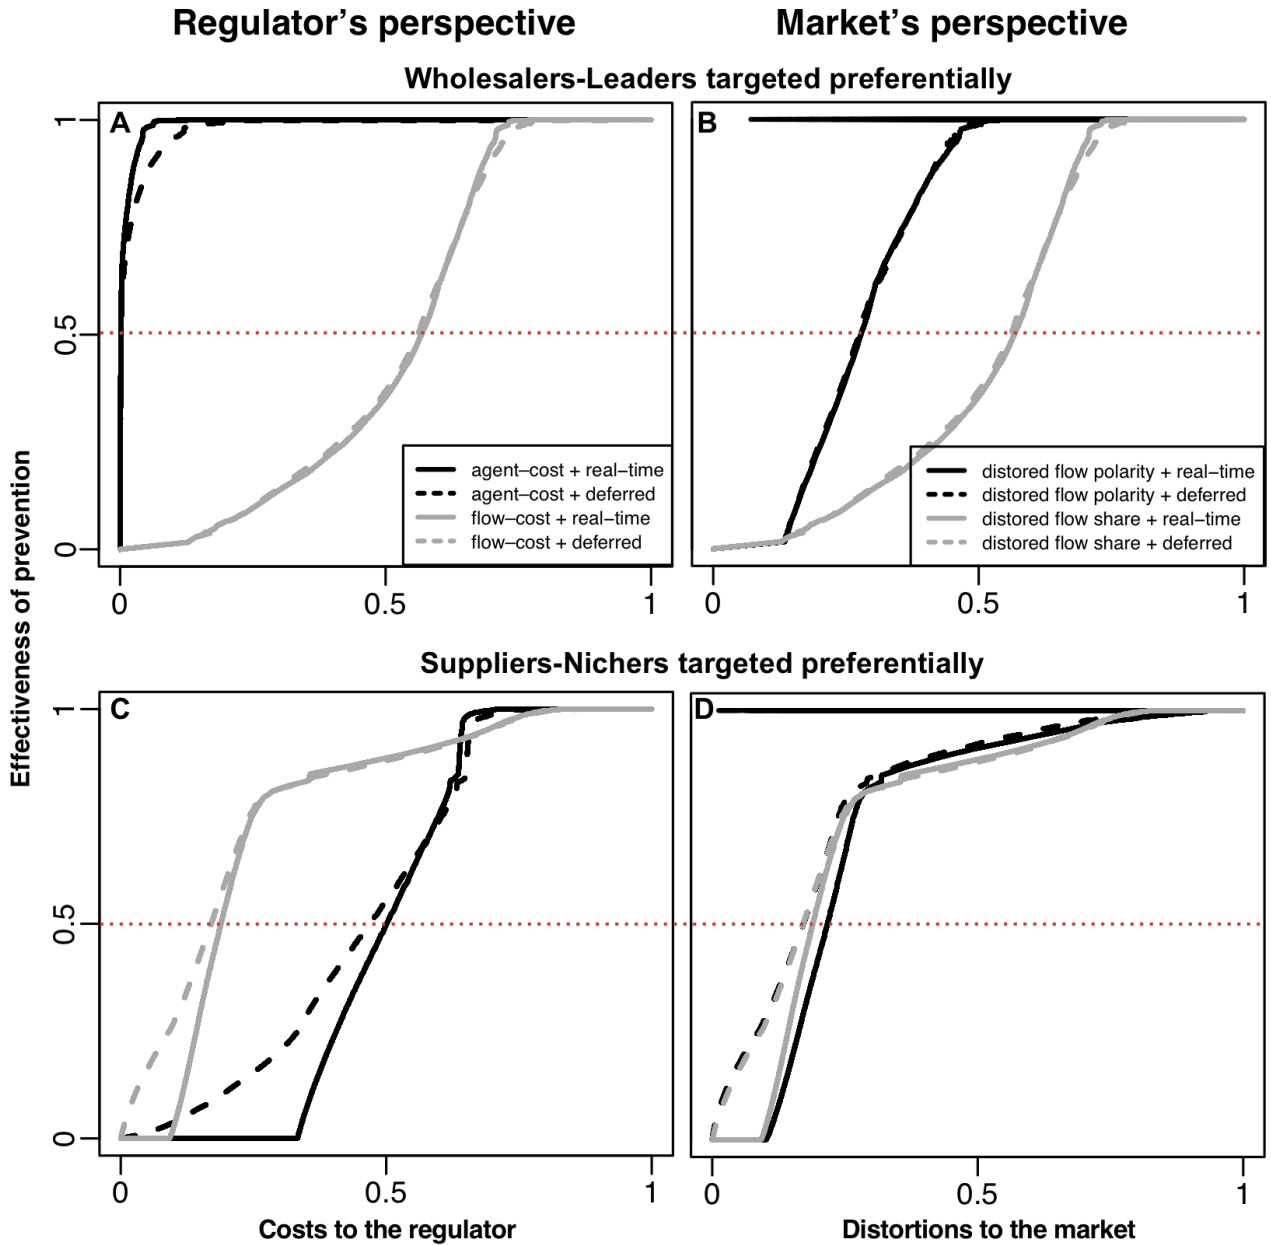 Regulator’s perspective
Market’s perspective
Wholesalers-Leaders targeted preferentially
A
B
1
0.5
0
agent–cost + real–time
agent–cost + deferred
flow–cost + real–time
flow–cost + deferred
distored flow polarity + real–time
distored flow polarity + deferred
distored flow share + real–time
distored flow share + deferred
0
0.5
1
0
0.5
1
Effectiveness of prevention
Suppliers-Nichers targeted preferentially
C
D
1
0.5
0
0
0.5
1
0
0.5
1
Costs to the regulator
Distortions to the market